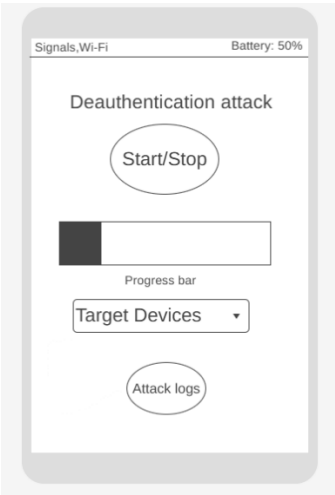 Signals,Wi-Fi Battery: 50%
Deauthentication attack
Start/Stop
Progress bar
Target Devices
Attack logs